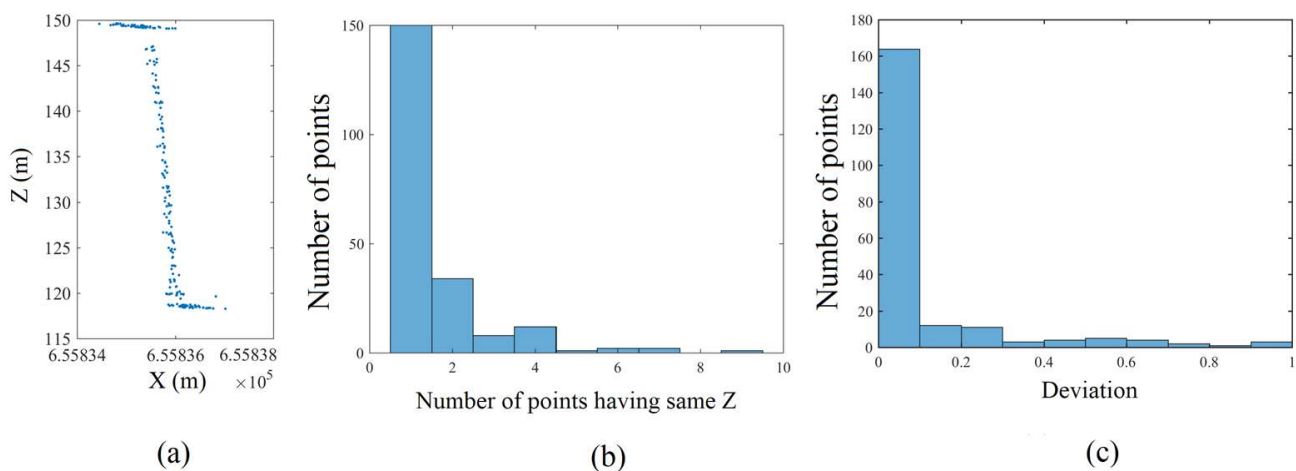 150
145
150
135
130
125
120
115
Z (m)
6.55834 6.55836 6.55838
X (m) ×10^5
(a)
150
100
50
0
Number of points
0 2 4 6 8 10
Number of points having same Z
(b)
180
160
140
120
100
80
60
40
20
0
Number of points
0 0.2 0.4 0.6 0.8 1
Deviation
(c)